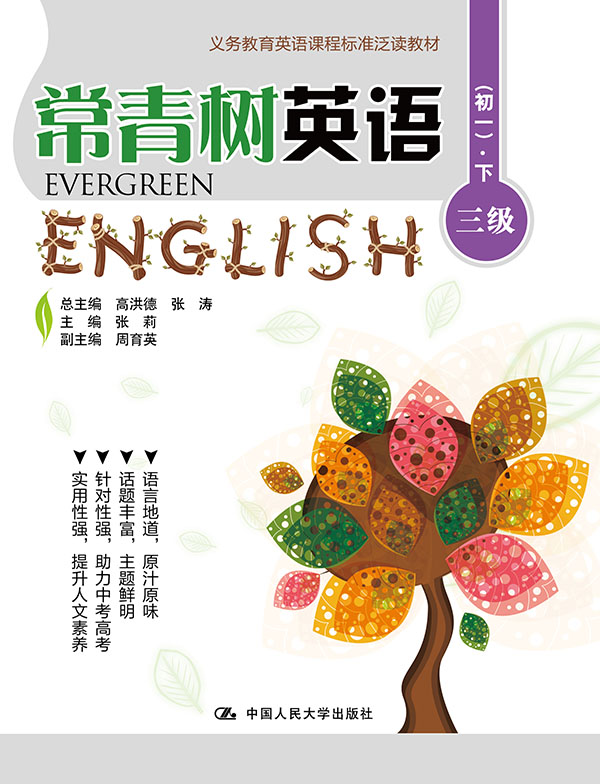 义务教育英语课程标准泛读教材
常青树英语
EVERGREEN
ENGLISH
（初一）·下
三级
总主编 高洪德 张涛
主编 张莉
副主编 周育英
语言地道，原汁原味
话题丰富，主题鲜明
针对性强，助力中考高考
实用性强，提升人文素养
中国人民大学出版社